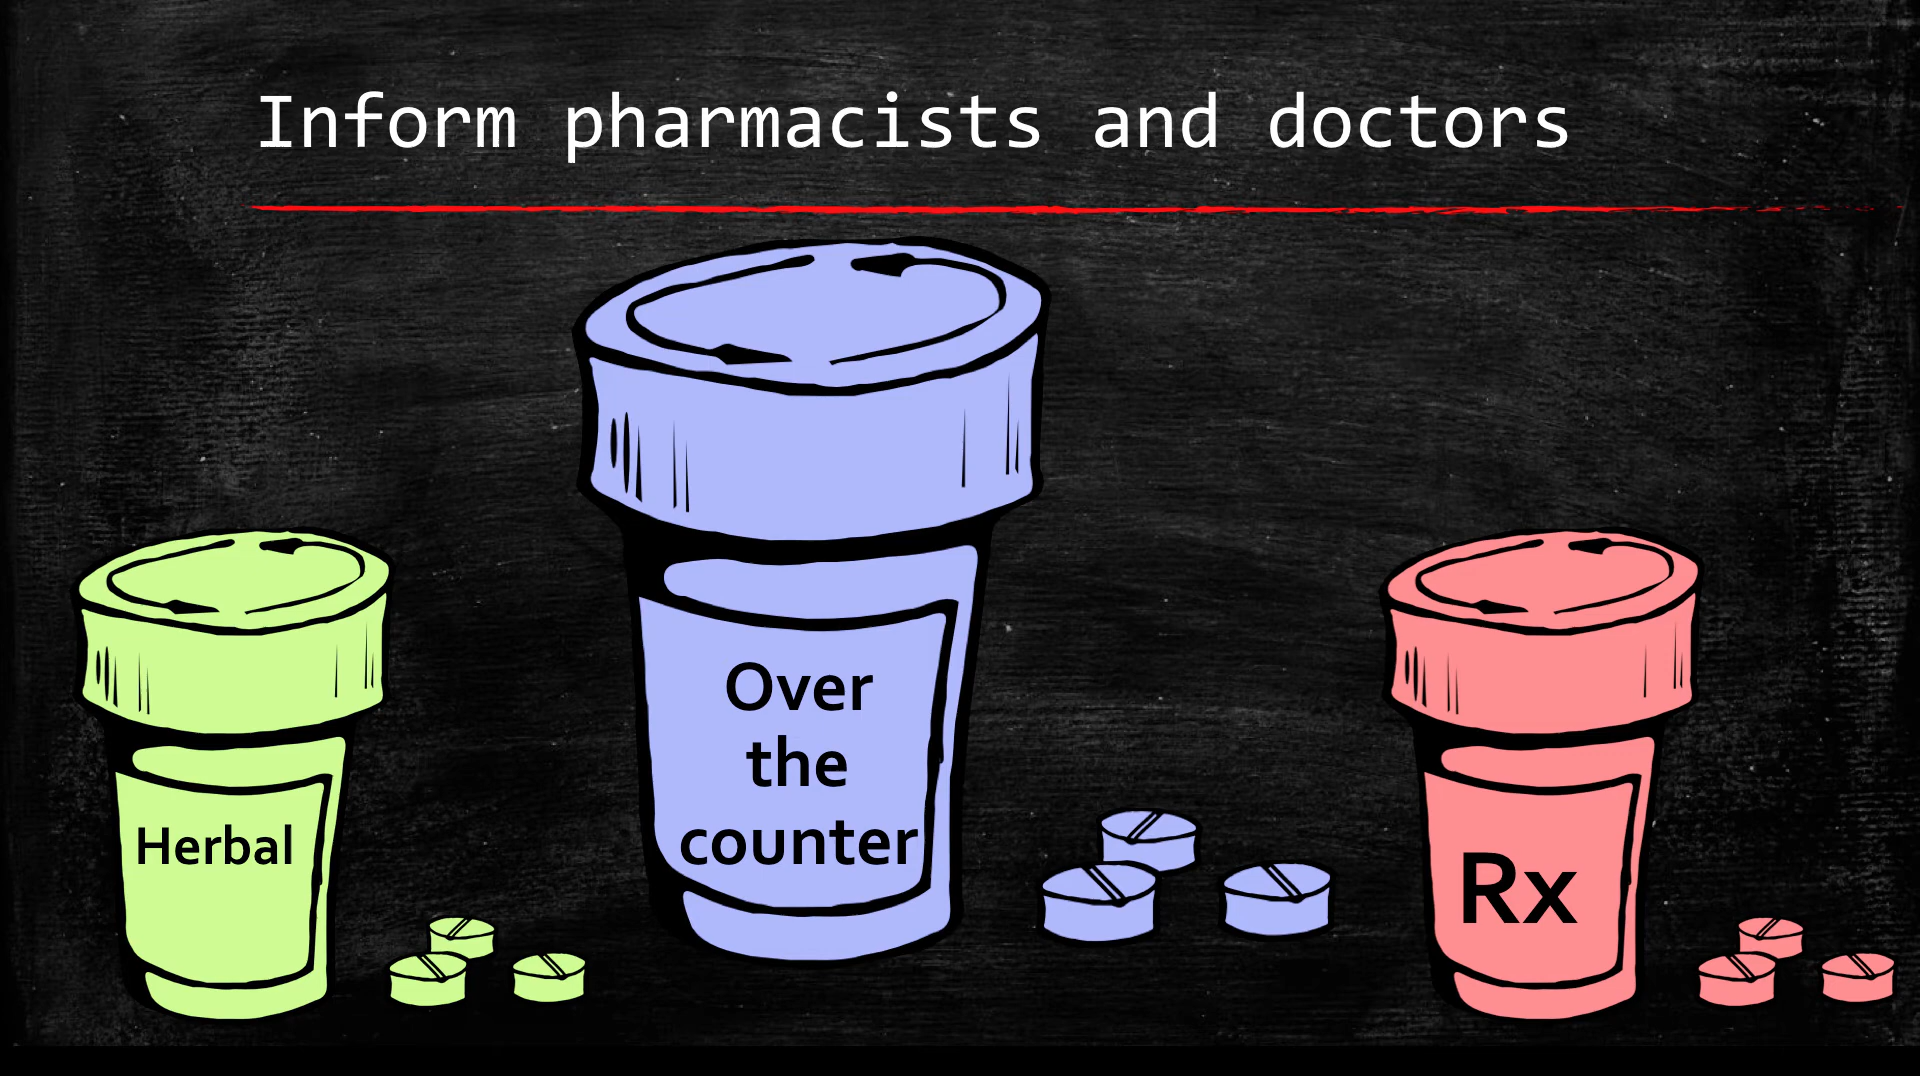 Inform pharmacists and doctors
Herbal
Over
the
counter
Rx